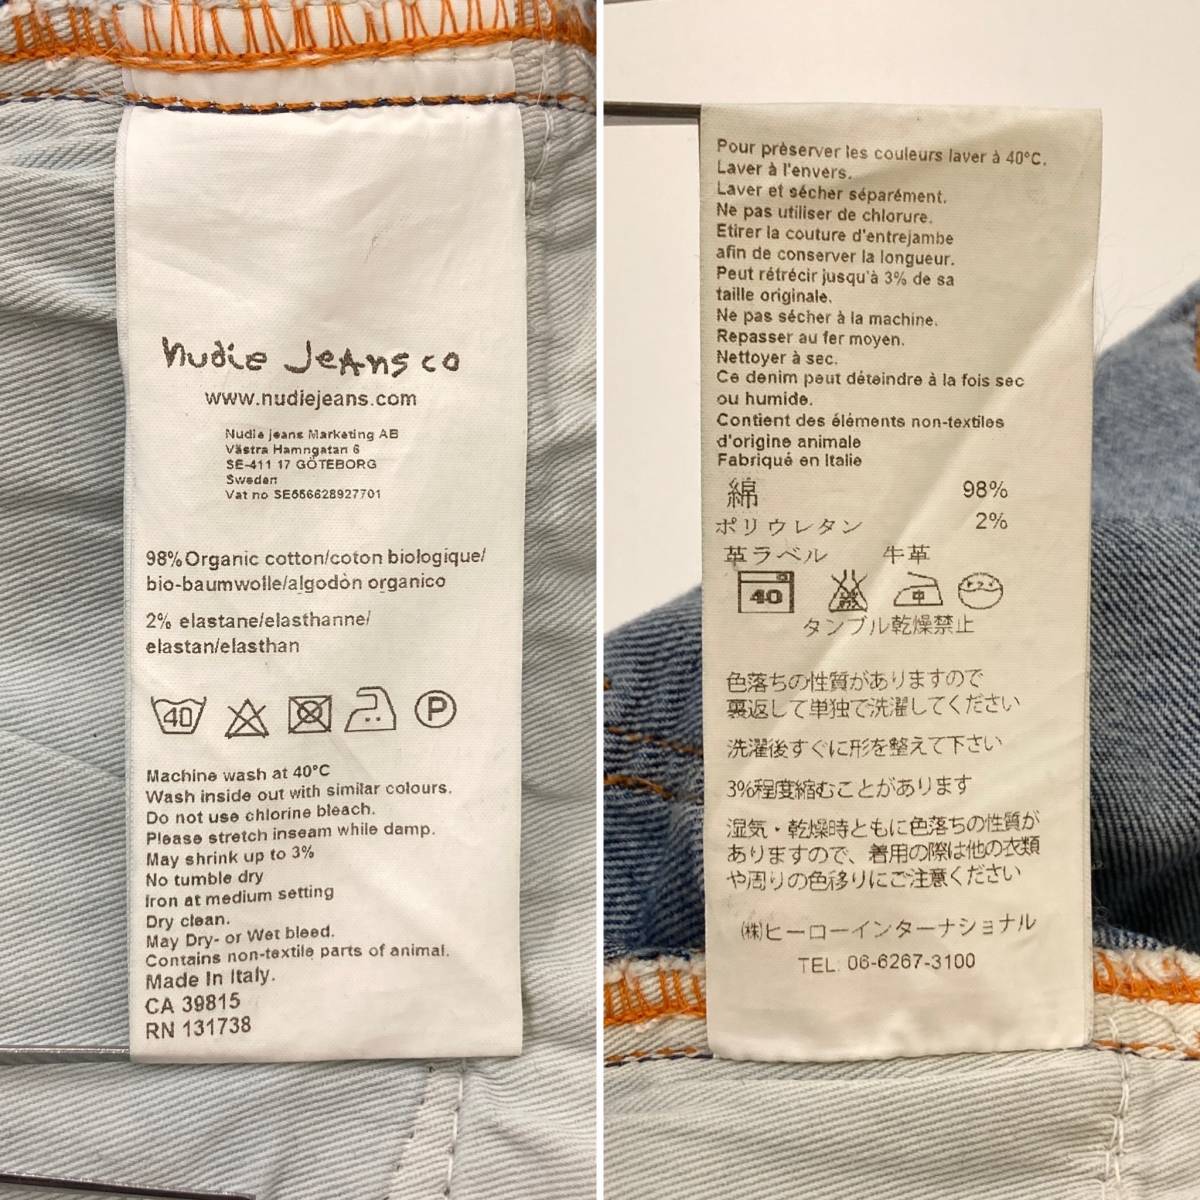 nudie Jeans co
www.nudiejeans.com
Nudie jeans Marketing AB
Västra Hamngatan 6
SE-411 17 GÖTEBORG
Sweden
Vat no SE556628927701
98%Organic cotton/coton biologique/
bio-baumwolle/algodòn organico
2% elastane/elasthanne/
elastan/elasthan
40
P
Machine wash at 40°C
Wash inside out with similar colours.
Do not use chlorine bleach.
Please stretch inseam while damp.
May shrink up to 3%
No tumble dry
Iron at medium setting
Dry clean.
May Dry- or Wet bleed.
Contains non-textile parts of animal.
Made In Italy.
CA 39815
RN 131738
Pour prèserver les couleurs laver à 40°C.
Laver à l'envers.
Laver et sécher séparément.
Ne pas utiliser de chlorure.
Etirer la couture d'entrejambe
afin de conserver la longueur.
Peut rétrécir jusqu'à 3% de sa
taille originale.
Ne pas sécher à la machine.
Repasser au fer moyen.
Nettoyer à sec.
Ce denim peut déteindre à la fois sec
ou humide.
Contient des éléments non-textiles
d'origine animale
Fabriqué en Italie
綿 98%
ポリウレタン 2%
革ラベル 牛革
40 中
タンブル乾燥禁止
色落ちの性質がありますので
裏返して単独で洗濯してください
洗濯後すぐに形を整えて下さい
3%程度縮むことがあります
湿気・乾燥時ともに色落ちの性質が
ありますので、着用の際は他の衣類
や周りの色移りにご注意ください
㈱ヒーローインターナショナル
TEL. 06-6267-3100